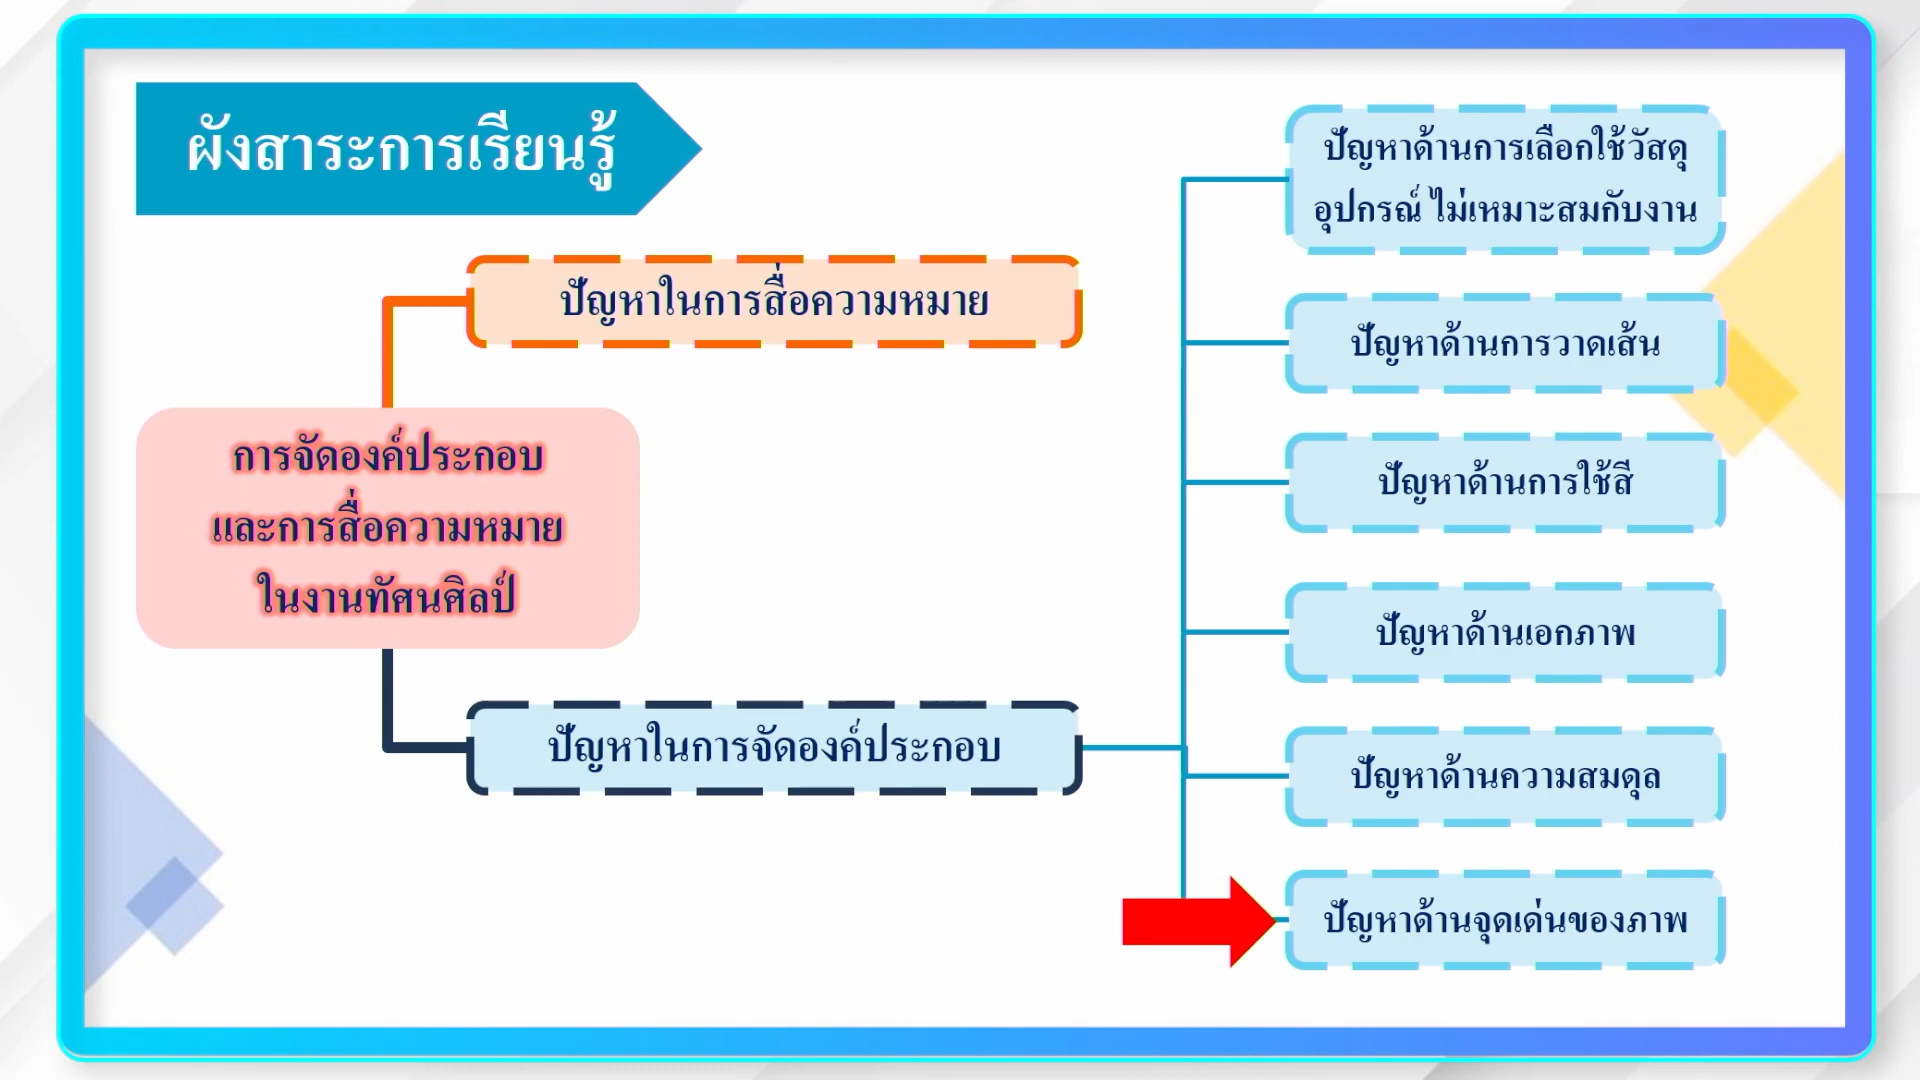 ผังสาระการเรียนรู้
ปัญหาในการสื่อความหมาย
การจัดองค์ประกอบ
และการสื่อความหมาย
ในงานทัศนศิลป์
ปัญหาในการจัดองค์ประกอบ
ปัญหาด้านการเลือกใช้วัสดุ
อุปกรณ์ ไม่เหมาะสมกับงาน
ปัญหาด้านการวาดเส้น
ปัญหาด้านการใช้สี
ปัญหาด้านเอกภาพ
ปัญหาด้านความสมดุล
ปัญหาด้านจุดเด่นของภาพ